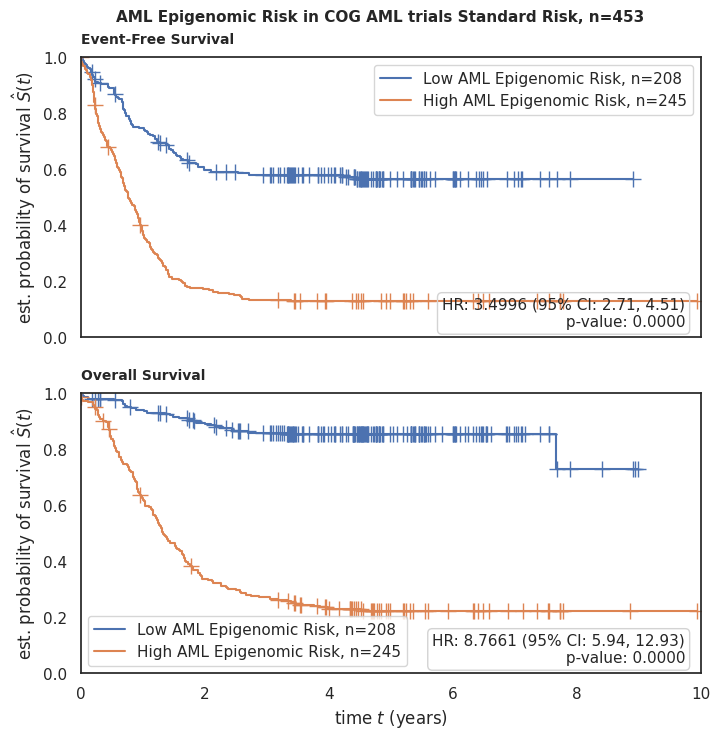 AML Epigenomic Risk in COG AML trials Standard Risk, n=453
Event-Free Survival
1.0
0.8
0.6
0.4
0.2
0.0
est. probability of survival Ŝ(t)
Low AML Epigenomic Risk, n=208
High AML Epigenomic Risk, n=245
HR: 3.4996 (95% CI: 2.71, 4.51)
p-value: 0.0000
Overall Survival
1.0
0.8
0.6
0.4
0.2
0.0
est. probability of survival Ŝ(t)
Low AML Epigenomic Risk, n=208
High AML Epigenomic Risk, n=245
HR: 8.7661 (95% CI: 5.94, 12.93)
p-value: 0.0000
0 2 4 6 8 10
time t (years)